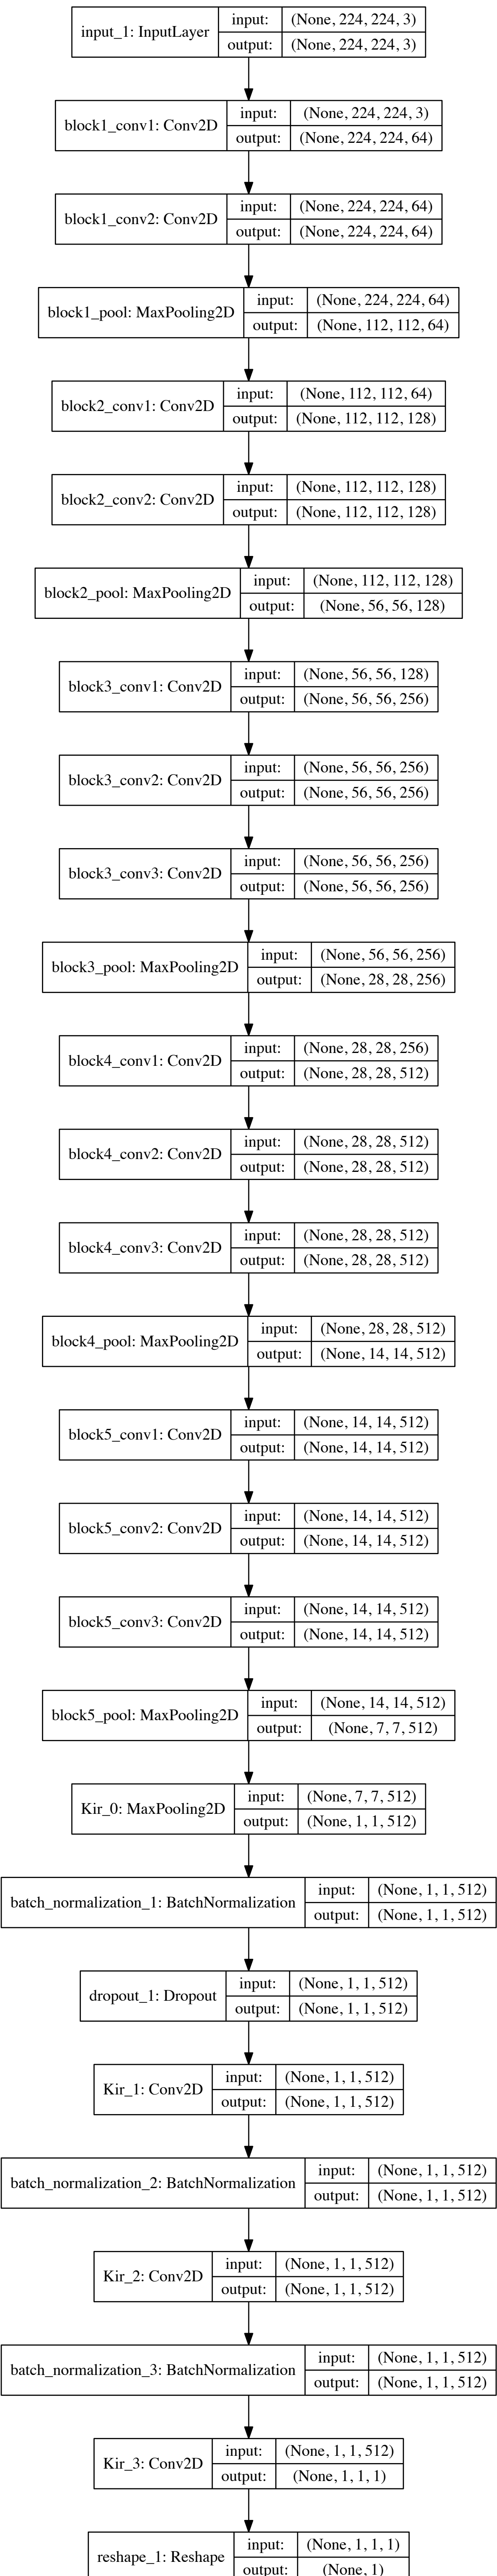 input_1: InputLayer
input: (None, 224, 224, 3)
output: (None, 224, 224, 3)
block1_conv1: Conv2D
input: (None, 224, 224, 3)
output: (None, 224, 224, 64)
block1_conv2: Conv2D
input: (None, 224, 224, 64)
output: (None, 224, 224, 64)
block1_pool: MaxPooling2D
input: (None, 224, 224, 64)
output: (None, 112, 112, 64)
block2_conv1: Conv2D
input: (None, 112, 112, 64)
output: (None, 112, 112, 128)
block2_conv2: Conv2D
input: (None, 112, 112, 128)
output: (None, 112, 112, 128)
block2_pool: MaxPooling2D
input: (None, 112, 112, 128)
output: (None, 56, 56, 128)
block3_conv1: Conv2D
input: (None, 56, 56, 128)
output: (None, 56, 56, 256)
block3_conv2: Conv2D
input: (None, 56, 56, 256)
output: (None, 56, 56, 256)
block3_conv3: Conv2D
input: (None, 56, 56, 256)
output: (None, 56, 56, 256)
block3_pool: MaxPooling2D
input: (None, 56, 56, 256)
output: (None, 28, 28, 256)
block4_conv1: Conv2D
input: (None, 28, 28, 256)
output: (None, 28, 28, 512)
block4_conv2: Conv2D
input: (None, 28, 28, 512)
output: (None, 28, 28, 512)
block4_conv3: Conv2D
input: (None, 28, 28, 512)
output: (None, 28, 28, 512)
block4_pool: MaxPooling2D
input: (None, 28, 28, 512)
output: (None, 14, 14, 512)
block5_conv1: Conv2D
input: (None, 14, 14, 512)
output: (None, 14, 14, 512)
block5_conv2: Conv2D
input: (None, 14, 14, 512)
output: (None, 14, 14, 512)
block5_conv3: Conv2D
input: (None, 14, 14, 512)
output: (None, 14, 14, 512)
block5_pool: MaxPooling2D
input: (None, 14, 14, 512)
output: (None, 7, 7, 512)
Kir_0: MaxPooling2D
input: (None, 7, 7, 512)
output: (None, 1, 1, 512)
batch_normalization_1: BatchNormalization
input: (None, 1, 1, 512)
output: (None, 1, 1, 512)
dropout_1: Dropout
input: (None, 1, 1, 512)
output: (None, 1, 1, 512)
Kir_1: Conv2D
input: (None, 1, 1, 512)
output: (None, 1, 1, 512)
batch_normalization_2: BatchNormalization
input: (None, 1, 1, 512)
output: (None, 1, 1, 512)
Kir_2: Conv2D
input: (None, 1, 1, 512)
output: (None, 1, 1, 512)
batch_normalization_3: BatchNormalization
input: (None, 1, 1, 512)
output: (None, 1, 1, 512)
Kir_3: Conv2D
input: (None, 1, 1, 512)
output: (None, 1, 1, 1)
reshape_1: Reshape
input: (None, 1, 1, 1)
output: (None, 1)